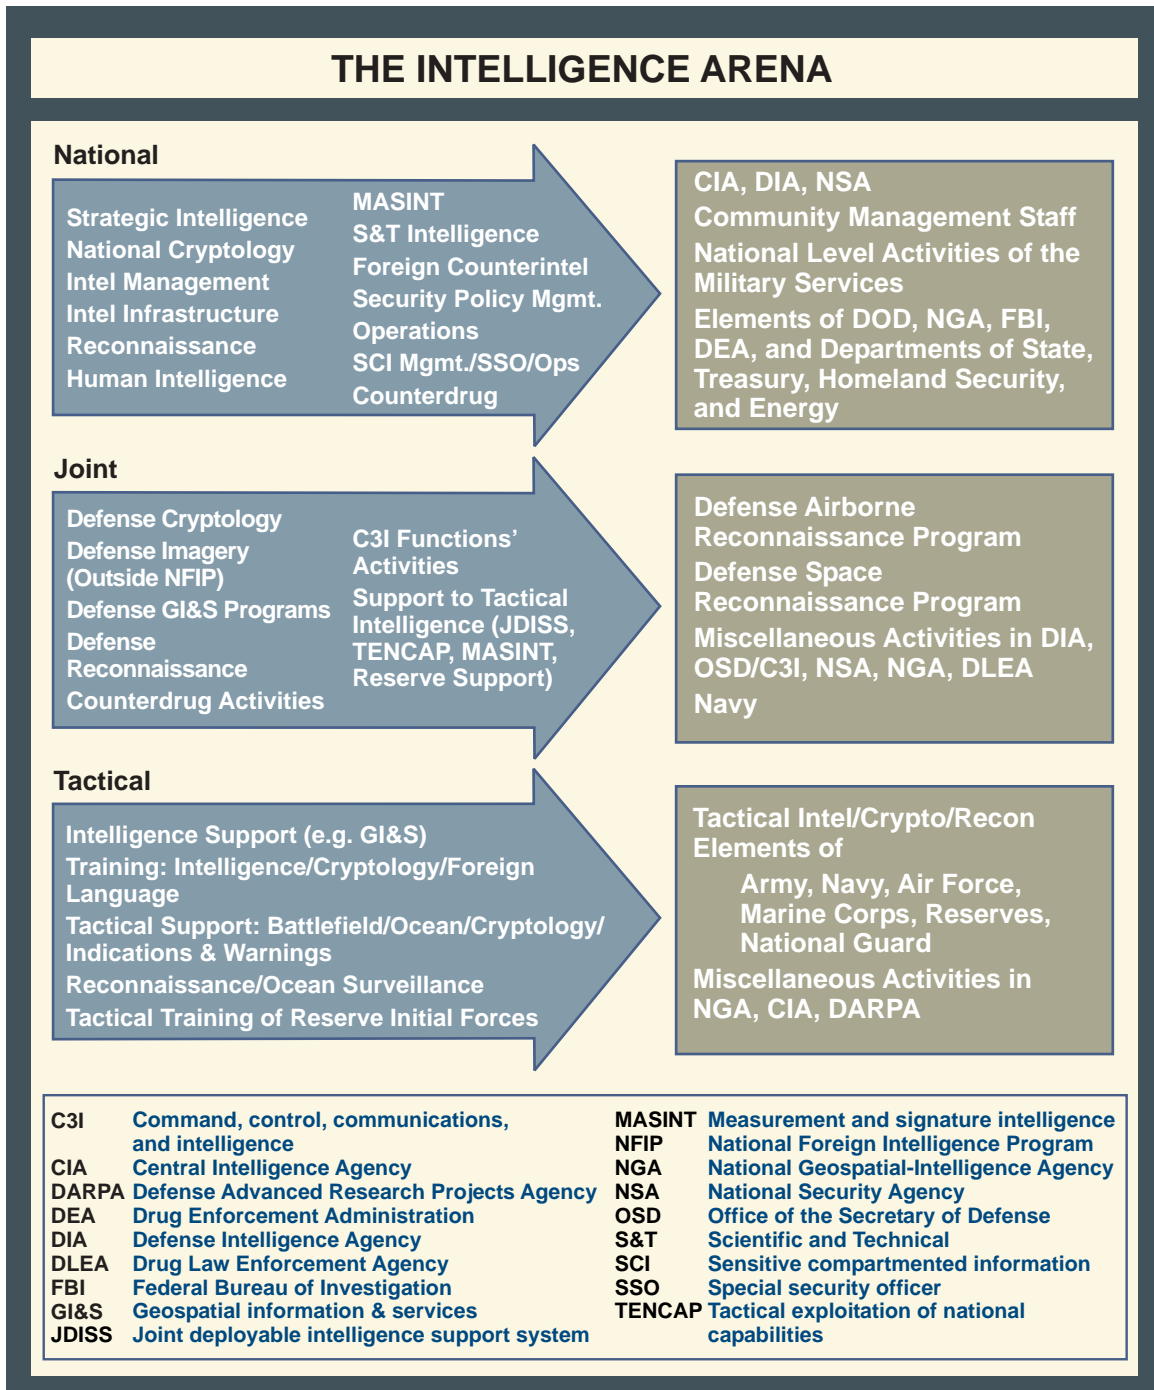 THE INTELLIGENCE ARENA
National
Strategic Intelligence
National Cryptology
Intel Management
Intel Infrastructure
Reconnaissance
Human Intelligence
MASINT
S&T Intelligence
Foreign Counterintel
Security Policy Mgmt.
Operations
SCI Mgmt./SSO/Ops
Counterdrug
CIA, DIA, NSA
Community Management Staff
National Level Activities of the
Military Services
Elements of DOD, NGA, FBI,
DEA, and Departments of State,
Treasury, Homeland Security,
and Energy
Joint
Defense Cryptology
Defense Imagery
(Outside NFIP)
Defense GI&S Programs
Defense
Reconnaissance
Counterdrug Activities
C3I Functions’
Activities
Support to Tactical
Intelligence (JDISS,
TENCAP, MASINT,
Reserve Support)
Defense Airborne
Reconnaissance Program
Defense Space
Reconnaissance Program
Miscellaneous Activities in DIA,
OSD/C3I, NSA, NGA, DLEA
Navy
Tactical
Intelligence Support (e.g. GI&S)
Training: Intelligence/Cryptology/Foreign
Language
Tactical Support: Battlefield/Ocean/Cryptology/
Indications & Warnings
Reconnaissance/Ocean Surveillance
Tactical Training of Reserve Initial Forces
Tactical Intel/Crypto/Recon
Elements of
Army, Navy, Air Force,
Marine Corps, Reserves,
National Guard
Miscellaneous Activities in
NGA, CIA, DARPA
C3I Command, control, communications,
and intelligence
CIA Central Intelligence Agency
DARPA Defense Advanced Research Projects Agency
DEA Drug Enforcement Administration
DIA Defense Intelligence Agency
DLEA Drug Law Enforcement Agency
FBI Federal Bureau of Investigation
GI&S Geospatial information & services
JDISS Joint deployable intelligence support system
MASINT Measurement and signature intelligence
NFIP National Foreign Intelligence Program
NGA National Geospatial-Intelligence Agency
NSA National Security Agency
OSD Office of the Secretary of Defense
S&T Scientific and Technical
SCI Sensitive compartmented information
SSO Special security officer
TENCAP Tactical exploitation of national
capabilities